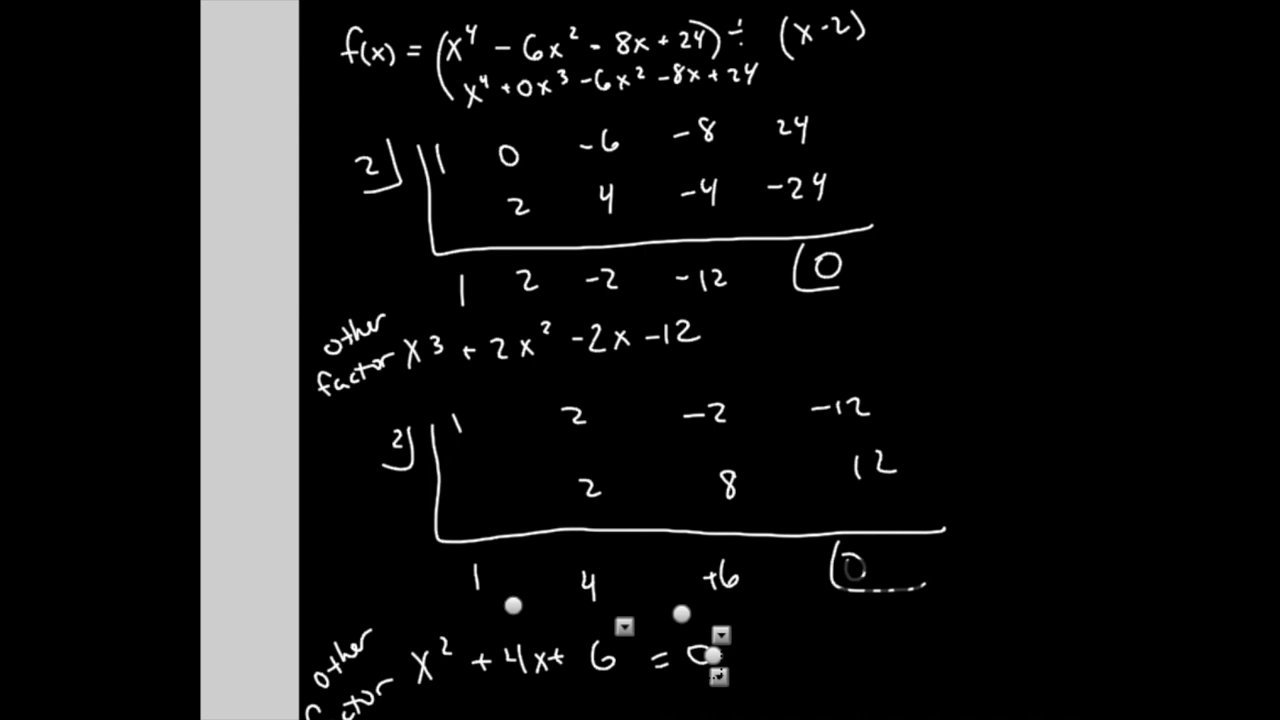 f(x) = (x⁴ - 6x² - 8x + 24) ÷ (x-2)
(x⁴ + 0x³ - 6x² - 8x + 24
2 | 1 0 -6 -8 24
2 4 -4 -24
1 2 -2 -12 0
other
factor x³ + 2x² - 2x - 12
2 | 1 2 -2 -12
2 8 12
1 4 +6 0
other
factor x² + 4x + 6 = 0